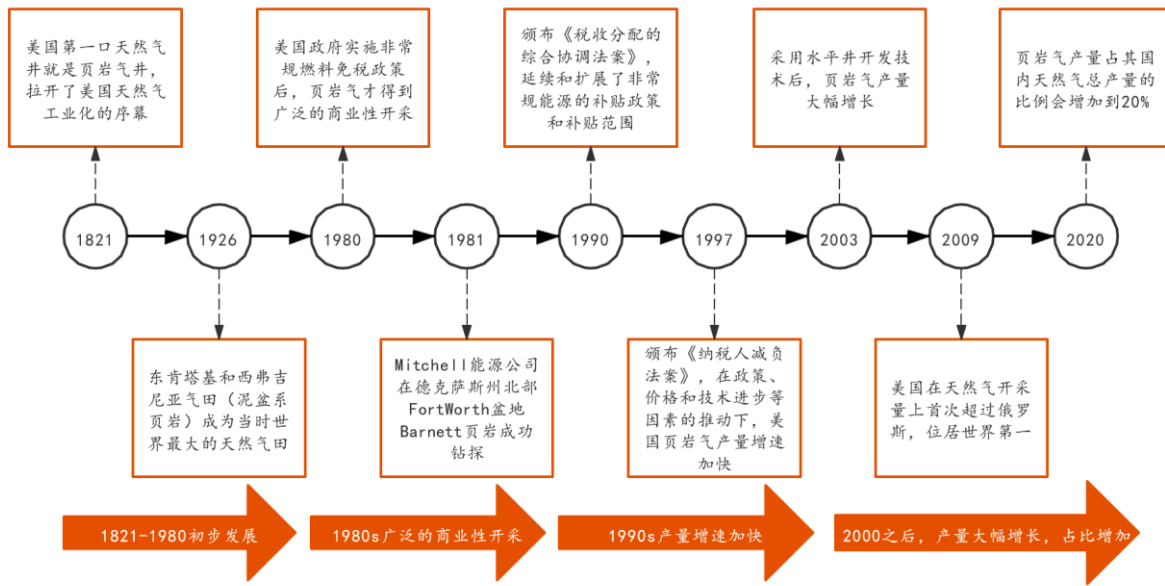 美国第一口天然气
井就是页岩气井，
拉开了美国天然气
工业化的序幕
美国政府实施非常
规燃料免税政策
后，页岩气才得到
广泛的商业性开采
颁布《税收分配的
综合协调法案》，
延续和扩展了非常
规能源的补贴政策
和补贴范围
采用水平井开发技
术后，页岩气产量
大幅增长
页岩气产量占其国
内天然气总产量的
比例会增加到20%
1821
1926
1980
1981
1990
1997
2003
2009
2020
东肯塔基和西弗吉
尼亚气田（泥盆系
页岩）成为当时世
界最大的天然气田
Mitchell能源公司
在德克萨斯州北部
FortWorth盆地
Barnett页岩成功
钻探
颁布《纳税人减负
法案》，在政策、
价格和技术进步等
因素的推动下，美
国页岩气产量增速
加快
美国在天然气开采
量上首次超过俄罗
斯，位居世界第一
1821-1980初步发展
1980s广泛的商业性开采
1990s产量增速加快
2000之后，产量大幅增长，占比增加